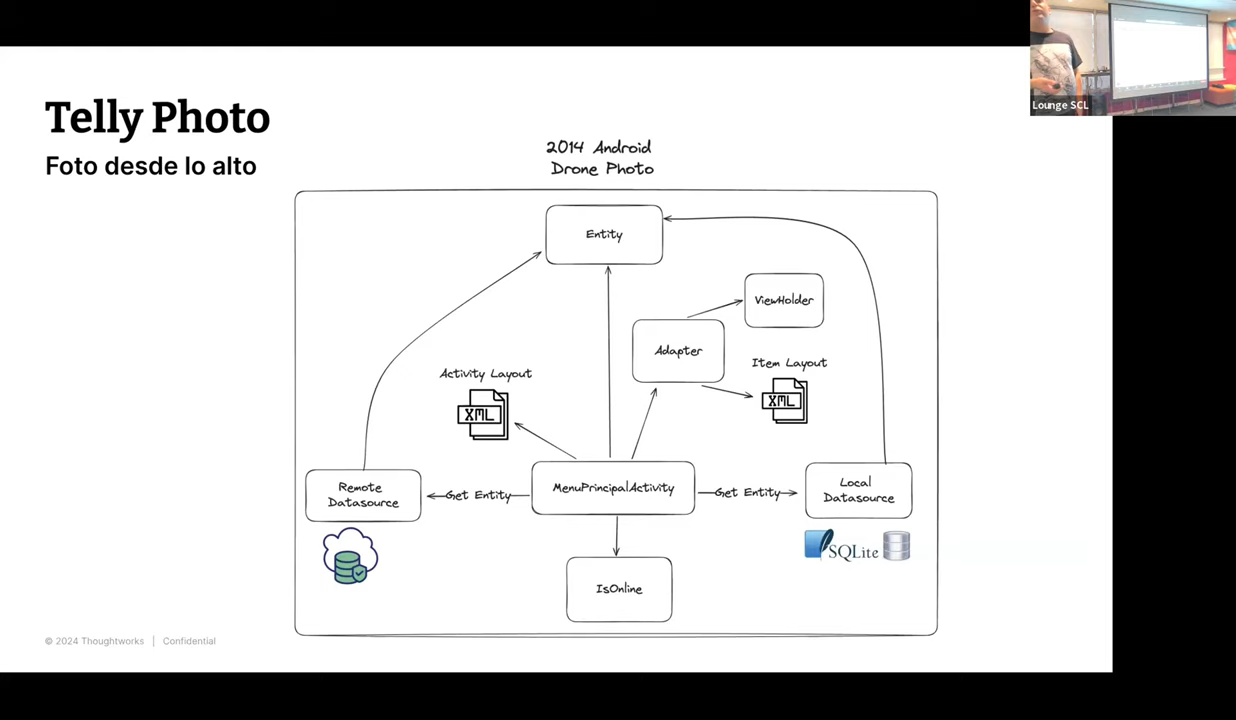 Telly Photo
Foto desde lo alto
2014 Android
Drone Photo
Entity
ViewHolder
Adapter
Item Layout
XML
Activity Layout
XML
Remote
Datasource
Get Entity
MenuPrincipalActivity
Get Entity
Local
Datasource
SQLite
IsOnline
© 2024 Thoughtworks | Confidential
Lounge SCL